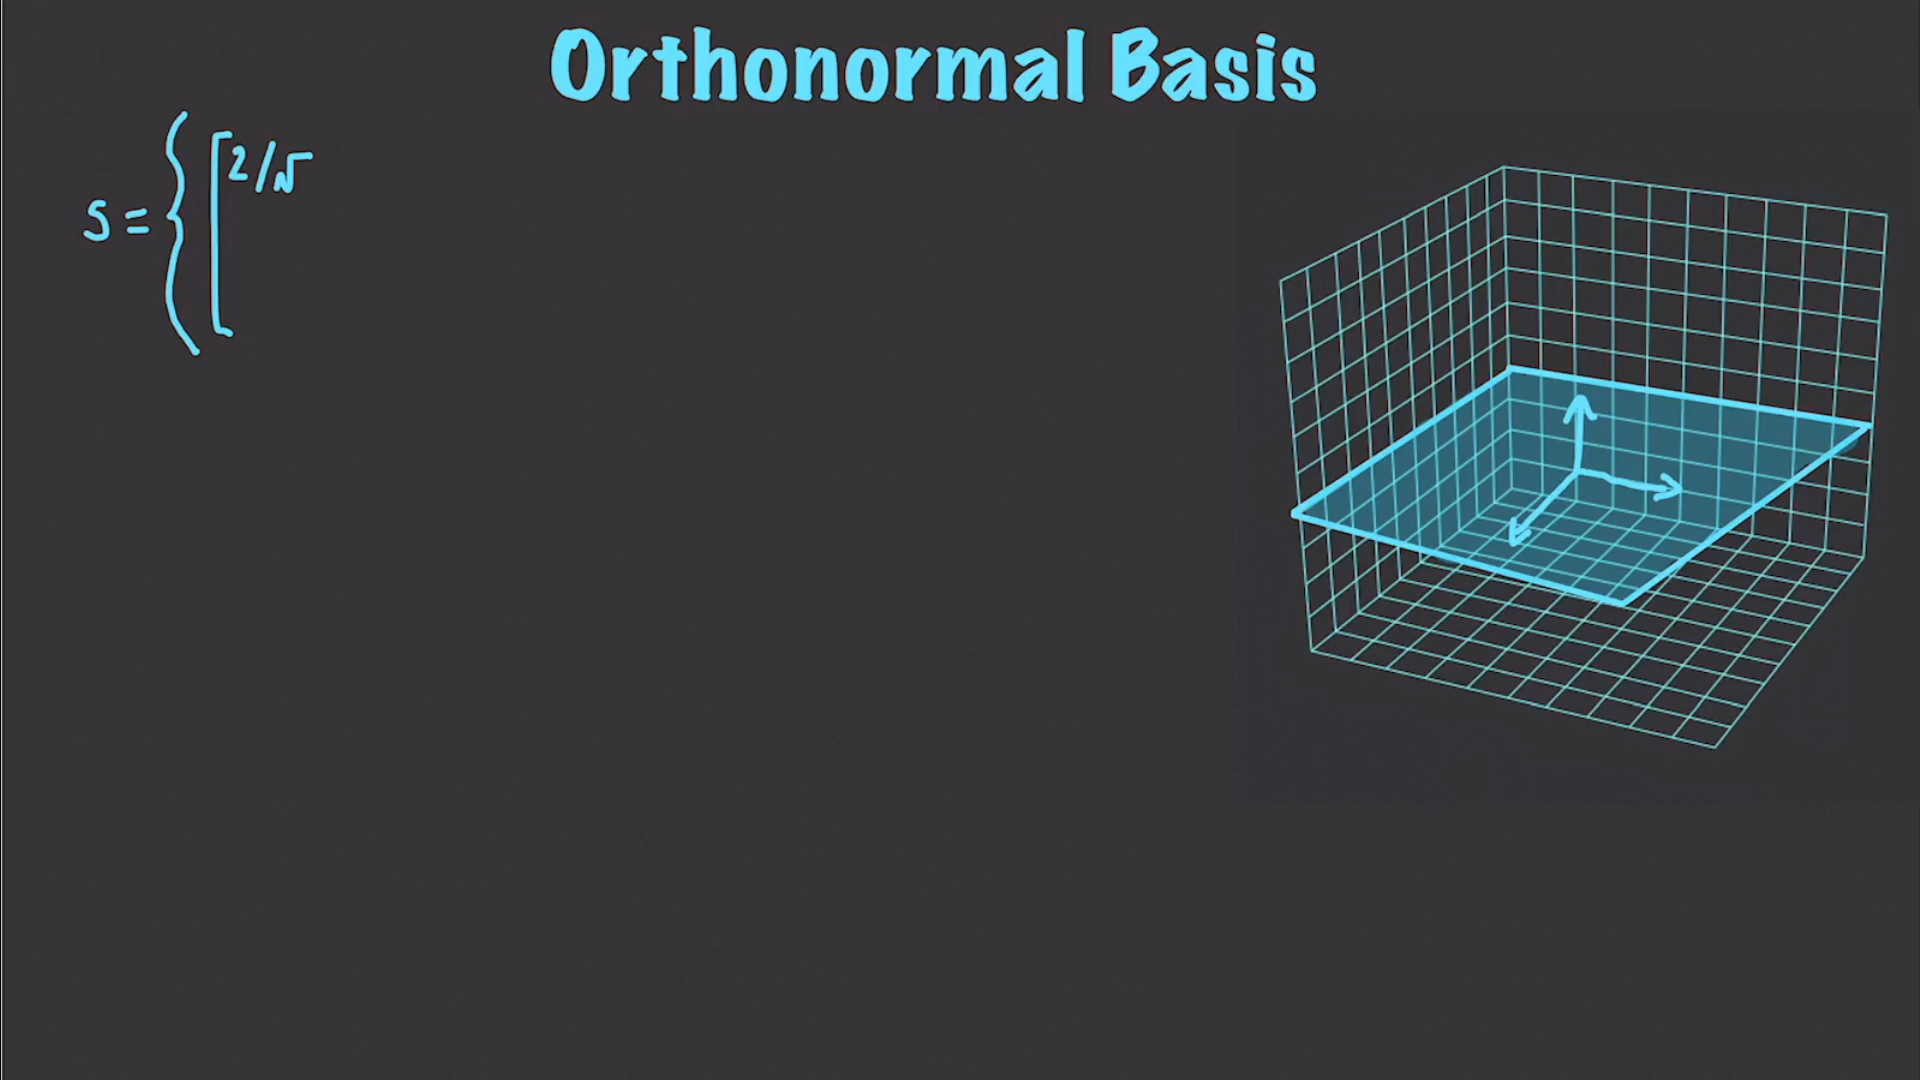 Orthonormal Basis
S = { [ 2/√